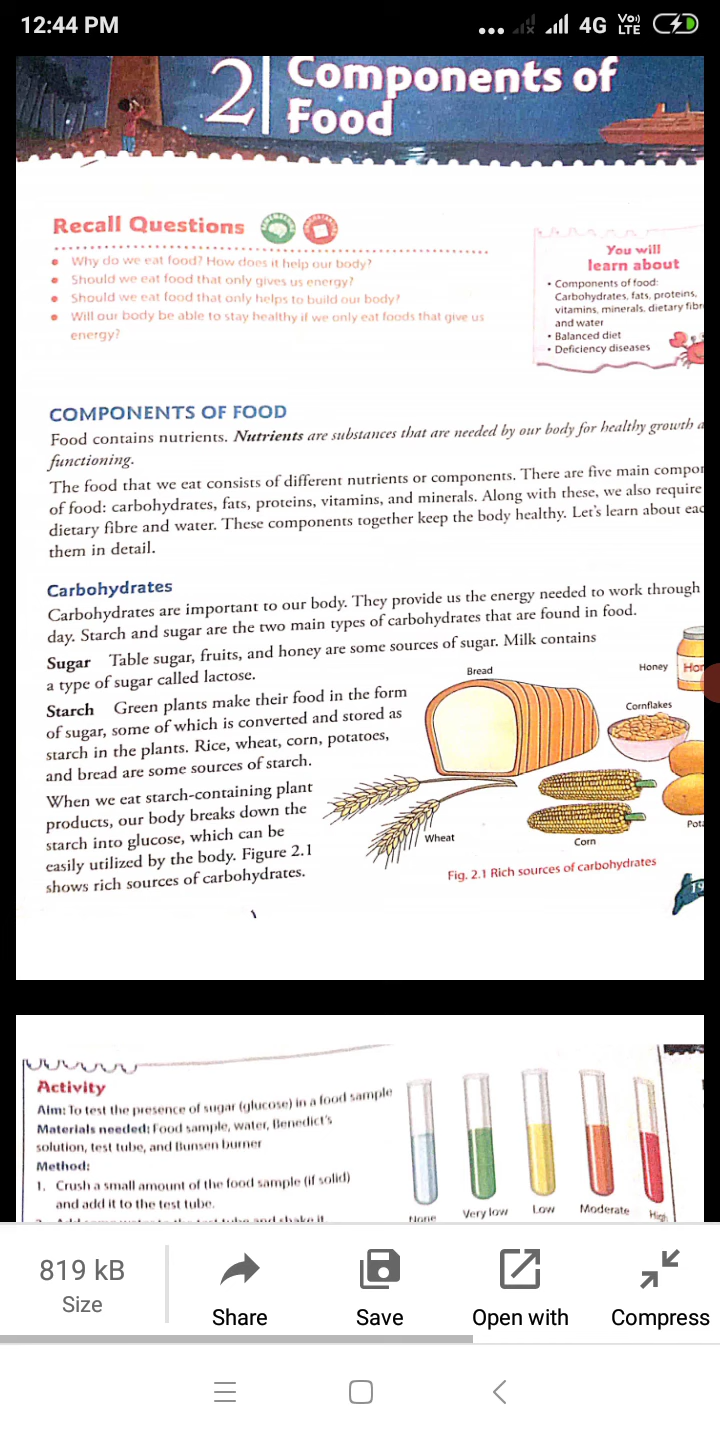 12:44 PM
4G
Vo)) LTE
2
Components of
Food
Recall Questions
• Why do we eat food? How does it help our body?
• Should we eat food that only gives us energy?
• Should we eat food that only helps to build our body?
• Will our body be able to stay healthy if we only eat foods that give us
energy?
You will
learn about
• Components of food:
Carbohydrates, fats, proteins,
vitamins, minerals, dietary fibr
and water
• Balanced diet
• Deficiency diseases
COMPONENTS OF FOOD
Food contains nutrients. Nutrients are substances that are needed by our body for healthy growth a
functioning.
The food that we eat consists of different nutrients or components. There are five main compor
of food: carbohydrates, fats, proteins, vitamins, and minerals. Along with these, we also require
dietary fibre and water. These components together keep the body healthy. Let's learn about eac
them in detail.
Carbohydrates
Carbohydrates are important to our body. They provide us the energy needed to work through
day. Starch and sugar are the two main types of carbohydrates that are found in food.
Sugar Table sugar, fruits, and honey are some sources of sugar. Milk contains
a type of sugar called lactose.
Starch Green plants make their food in the form
of sugar, some of which is converted and stored as
starch in the plants. Rice, wheat, corn, potatoes,
and bread are some sources of starch.
When we eat starch-containing plant
products, our body breaks down the
starch into glucose, which can be
easily utilized by the body. Figure 2.1
shows rich sources of carbohydrates.
Bread
Honey
Hon
Cornflakes
Wheat
Corn
Pota
Fig. 2.1 Rich sources of carbohydrates
19
Activity
Aim: To test the presence of sugar (glucose) in a food sample
Materials needed: Food sample, water, Benedict's
solution, test tube, and Bunsen burner
Method:
1. Crush a small amount of the food sample (if solid)
and add it to the test tube.
None
Very low
Low
Moderate
High
819 kB
Size
Share
Save
Open with
Compress